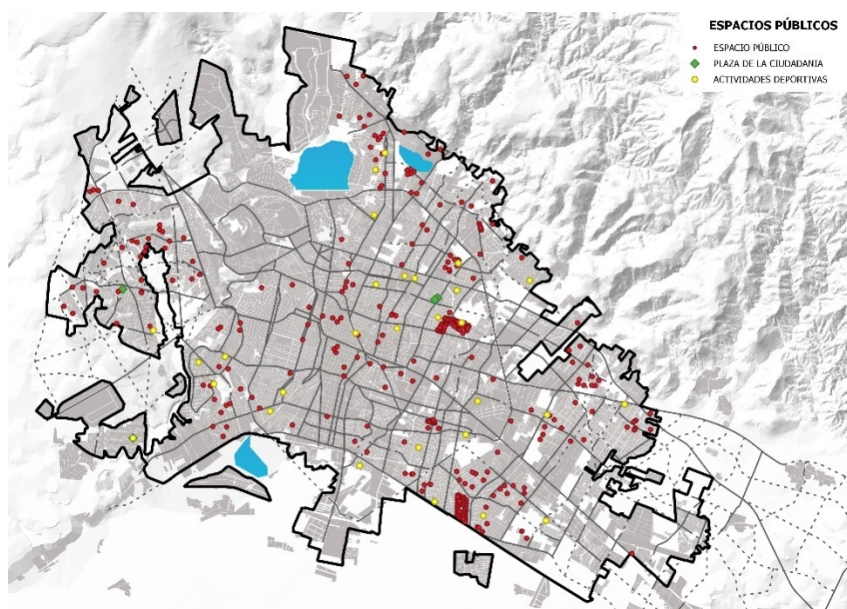 ESPACIOS PÚBLICOS
ESPACIO PÚBLICO
PLAZA DE LA CIUDADANIA
ACTIVIDADES DEPORTIVAS